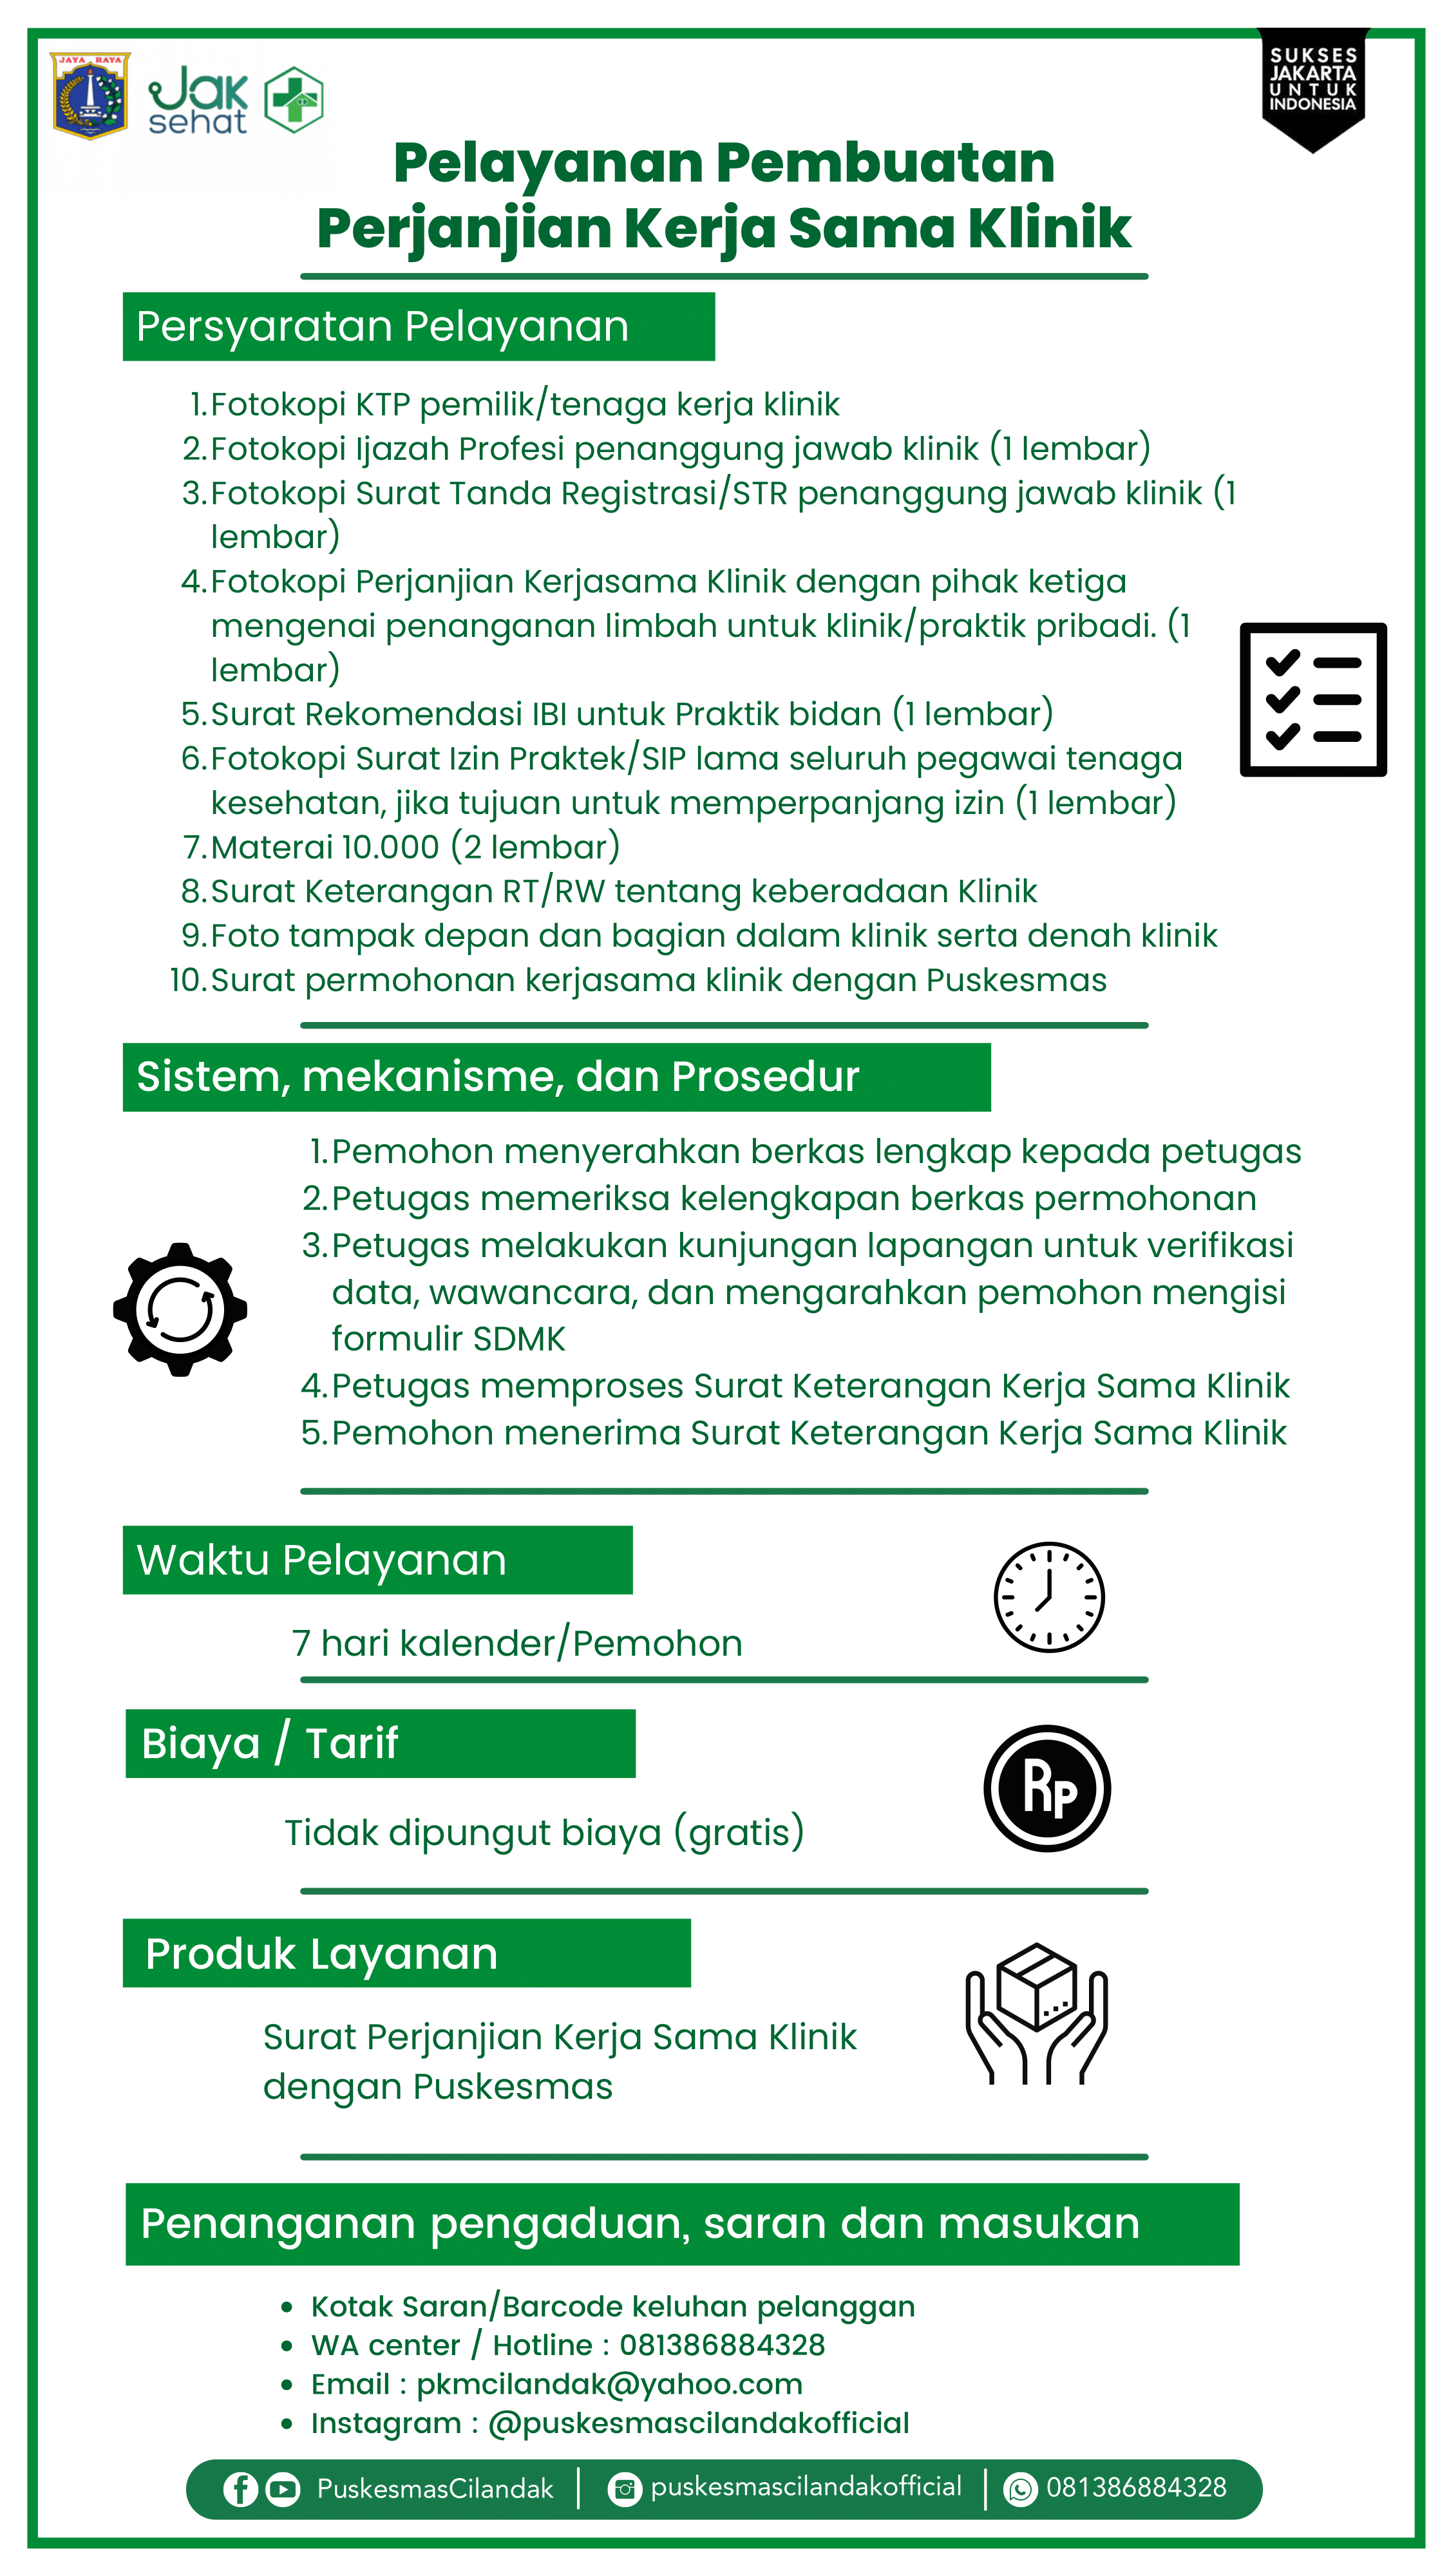 JAYA RAYA
Jak
sehat
SUKSES
JAKARTA
UNTUK
INDONESIA
Pelayanan Pembuatan
Perjanjian Kerja Sama Klinik
Persyaratan Pelayanan
1.Fotokopi KTP pemilik/tenaga kerja klinik
2.Fotokopi Ijazah Profesi penanggung jawab klinik (1 lembar)
3.Fotokopi Surat Tanda Registrasi/STR penanggung jawab klinik (1
lembar)
4.Fotokopi Perjanjian Kerjasama Klinik dengan pihak ketiga
mengenai penanganan limbah untuk klinik/praktik pribadi. (1
lembar)
5.Surat Rekomendasi IBI untuk Praktik bidan (1 lembar)
6.Fotokopi Surat Izin Praktek/SIP lama seluruh pegawai tenaga
kesehatan, jika tujuan untuk memperpanjang izin (1 lembar)
7.Materai 10.000 (2 lembar)
8.Surat Keterangan RT/RW tentang keberadaan Klinik
9.Foto tampak depan dan bagian dalam klinik serta denah klinik
10.Surat permohonan kerjasama klinik dengan Puskesmas
Sistem, mekanisme, dan Prosedur
1.Pemohon menyerahkan berkas lengkap kepada petugas
2.Petugas memeriksa kelengkapan berkas permohonan
3.Petugas melakukan kunjungan lapangan untuk verifikasi
data, wawancara, dan mengarahkan pemohon mengisi
formulir SDMK
4.Petugas memproses Surat Keterangan Kerja Sama Klinik
5.Pemohon menerima Surat Keterangan Kerja Sama Klinik
Waktu Pelayanan
7 hari kalender/Pemohon
Biaya / Tarif
Rp
Tidak dipungut biaya (gratis)
Produk Layanan
Surat Perjanjian Kerja Sama Klinik
dengan Puskesmas
Penanganan pengaduan, saran dan masukan
• Kotak Saran/Barcode keluhan pelanggan
• WA center / Hotline : 081386884328
• Email : pkmcilandak@yahoo.com
• Instagram : @puskesmascilandakofficial
PuskesmasCilandak | puskesmascilandakofficial | 081386884328